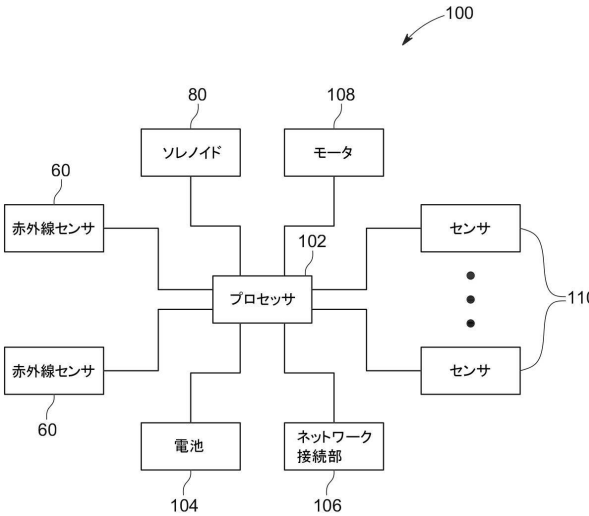 100
80
108
ソレノイド
モータ
60
赤外線センサ
センサ
102
プロセッサ
110
赤外線センサ
センサ
60
電池
ネットワーク
接続部
104
106